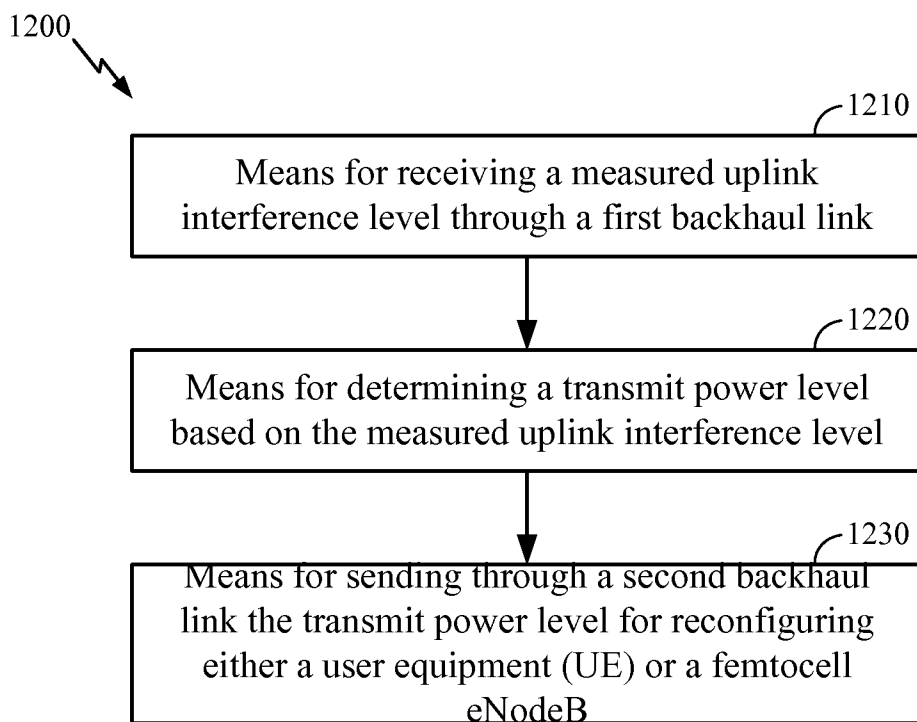 1200
1210
Means for receiving a measured uplink
interference level through a first backhaul link
1220
Means for determining a transmit power level
based on the measured uplink interference level
1230
Means for sending through a second backhaul
link the transmit power level for reconfiguring
either a user equipment (UE) or a femtocell
eNodeB